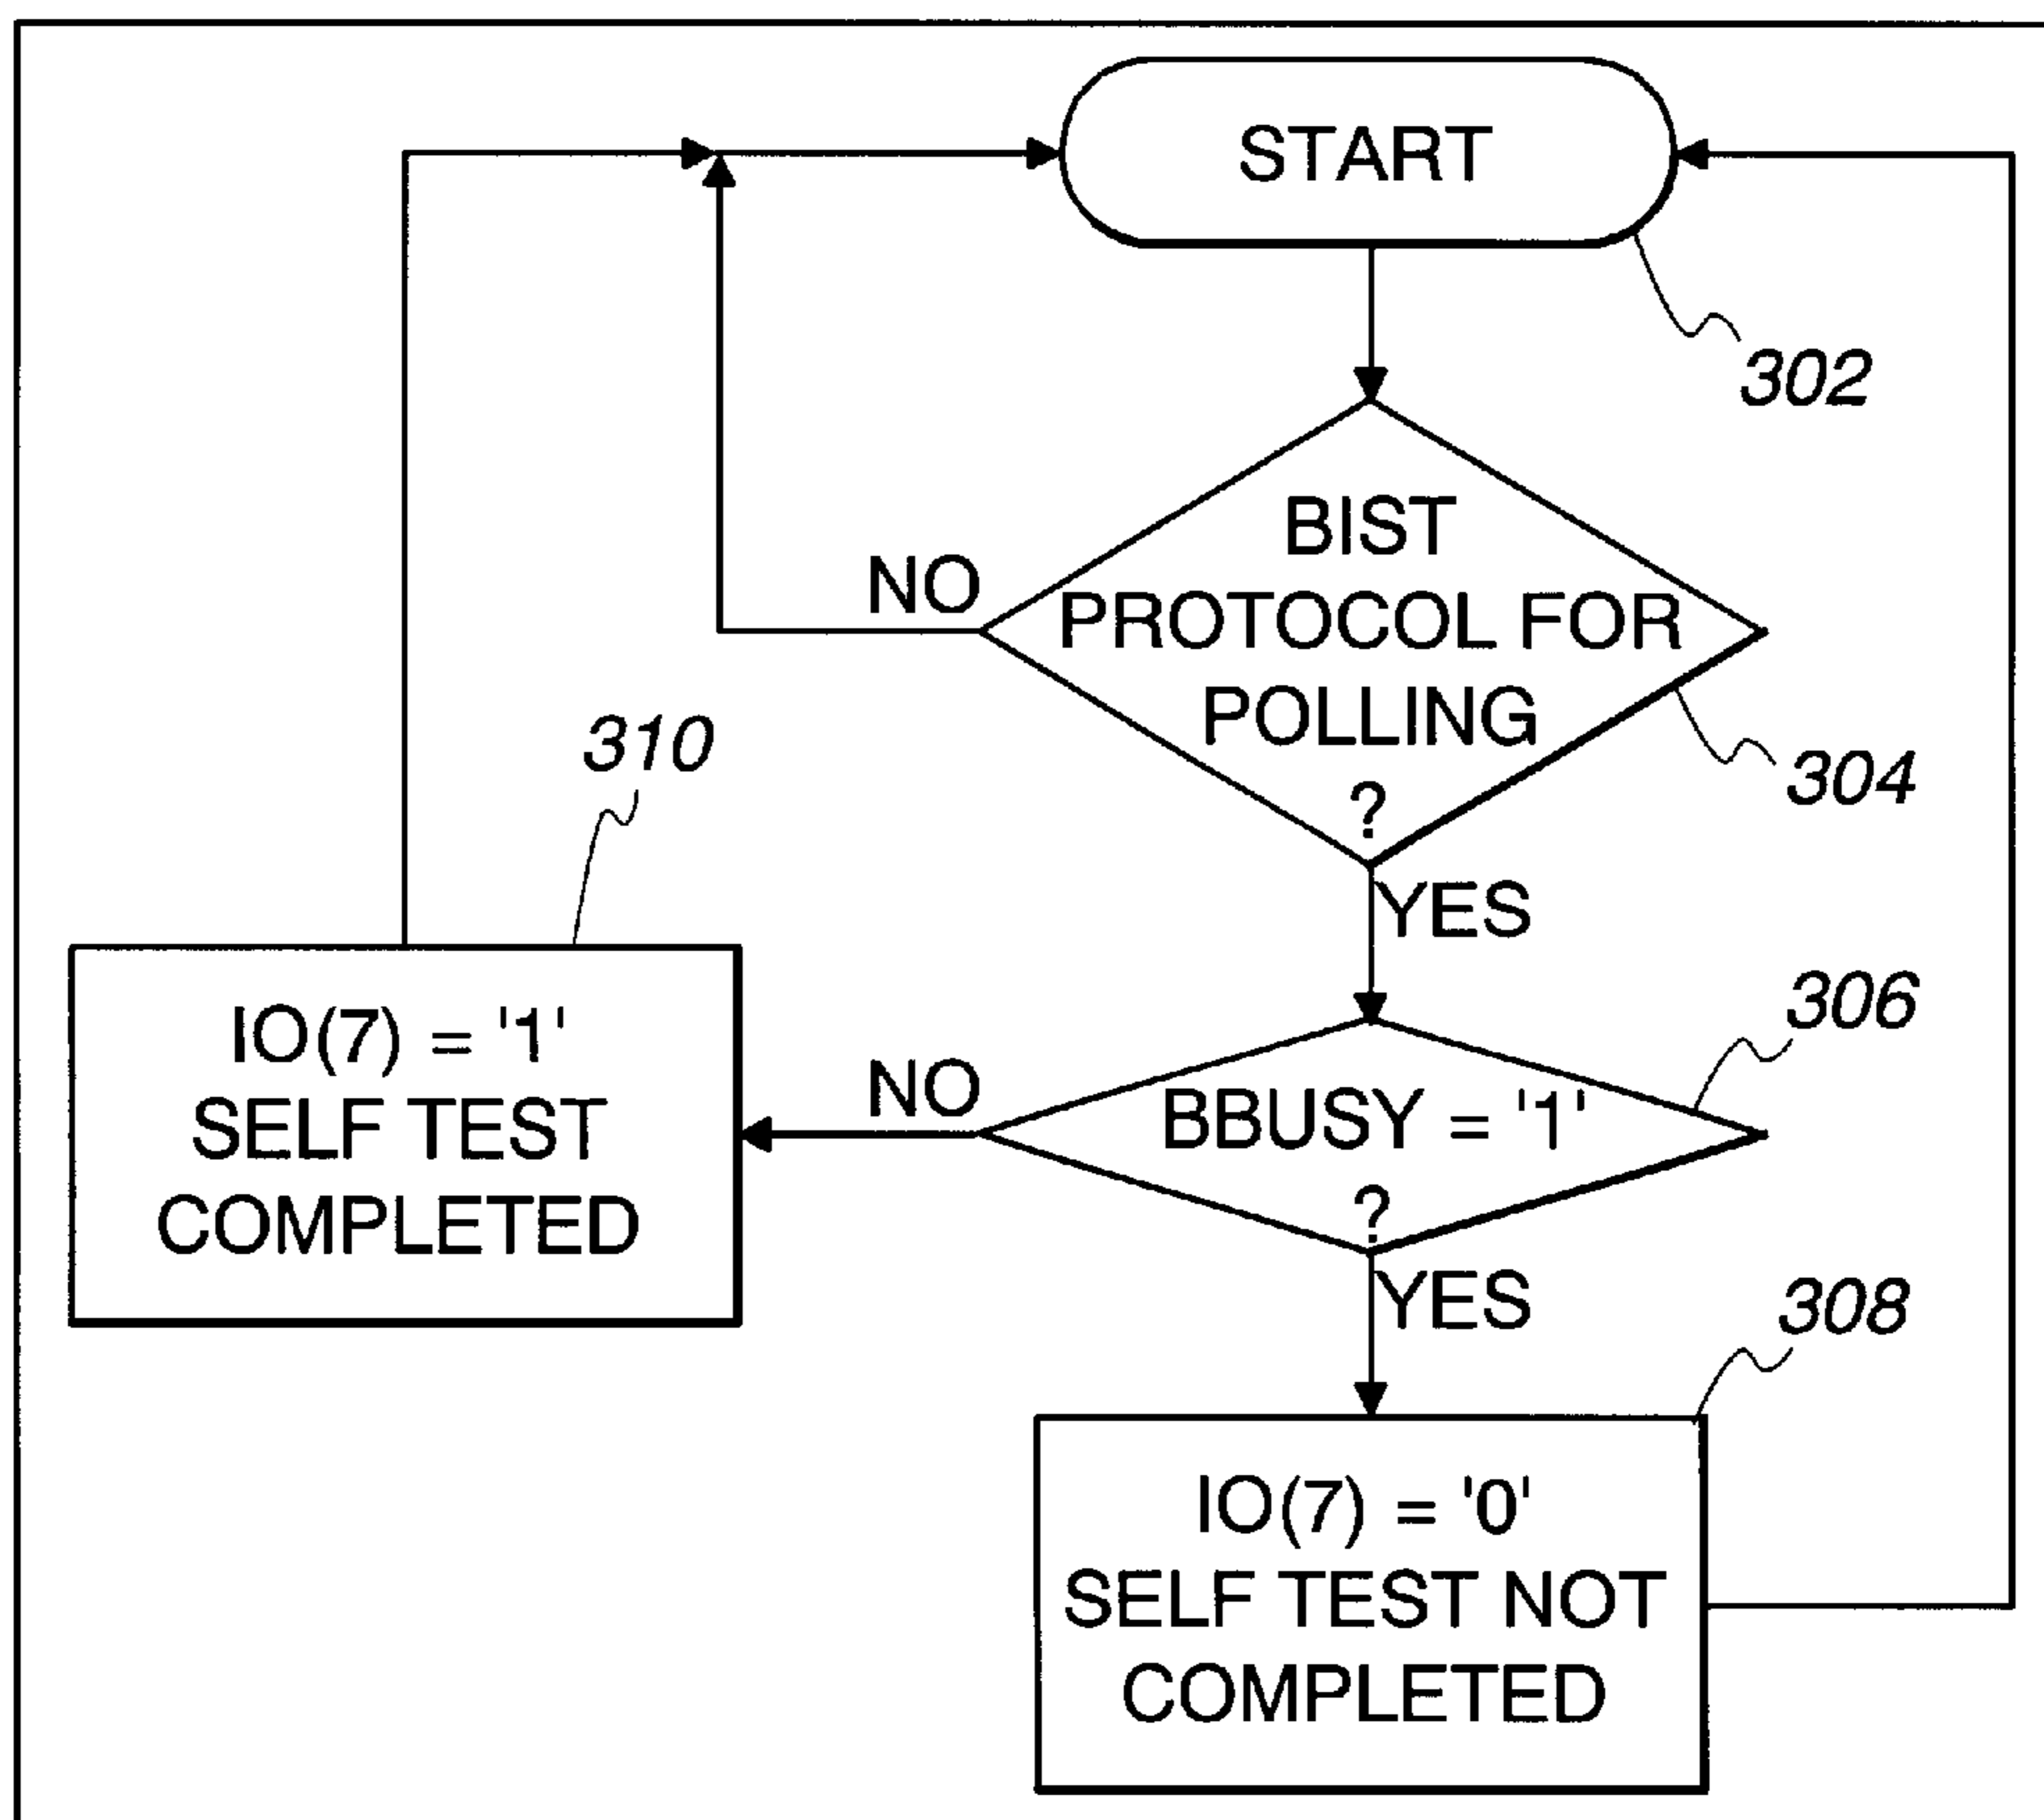 START
302
BIST
PROTOCOL FOR
POLLING
?
NO
304
310
YES
306
IO(7) = '1'
SELF TEST
COMPLETED
NO
BBUSY = '1'
?
YES
308
IO(7) = '0'
SELF TEST NOT
COMPLETED